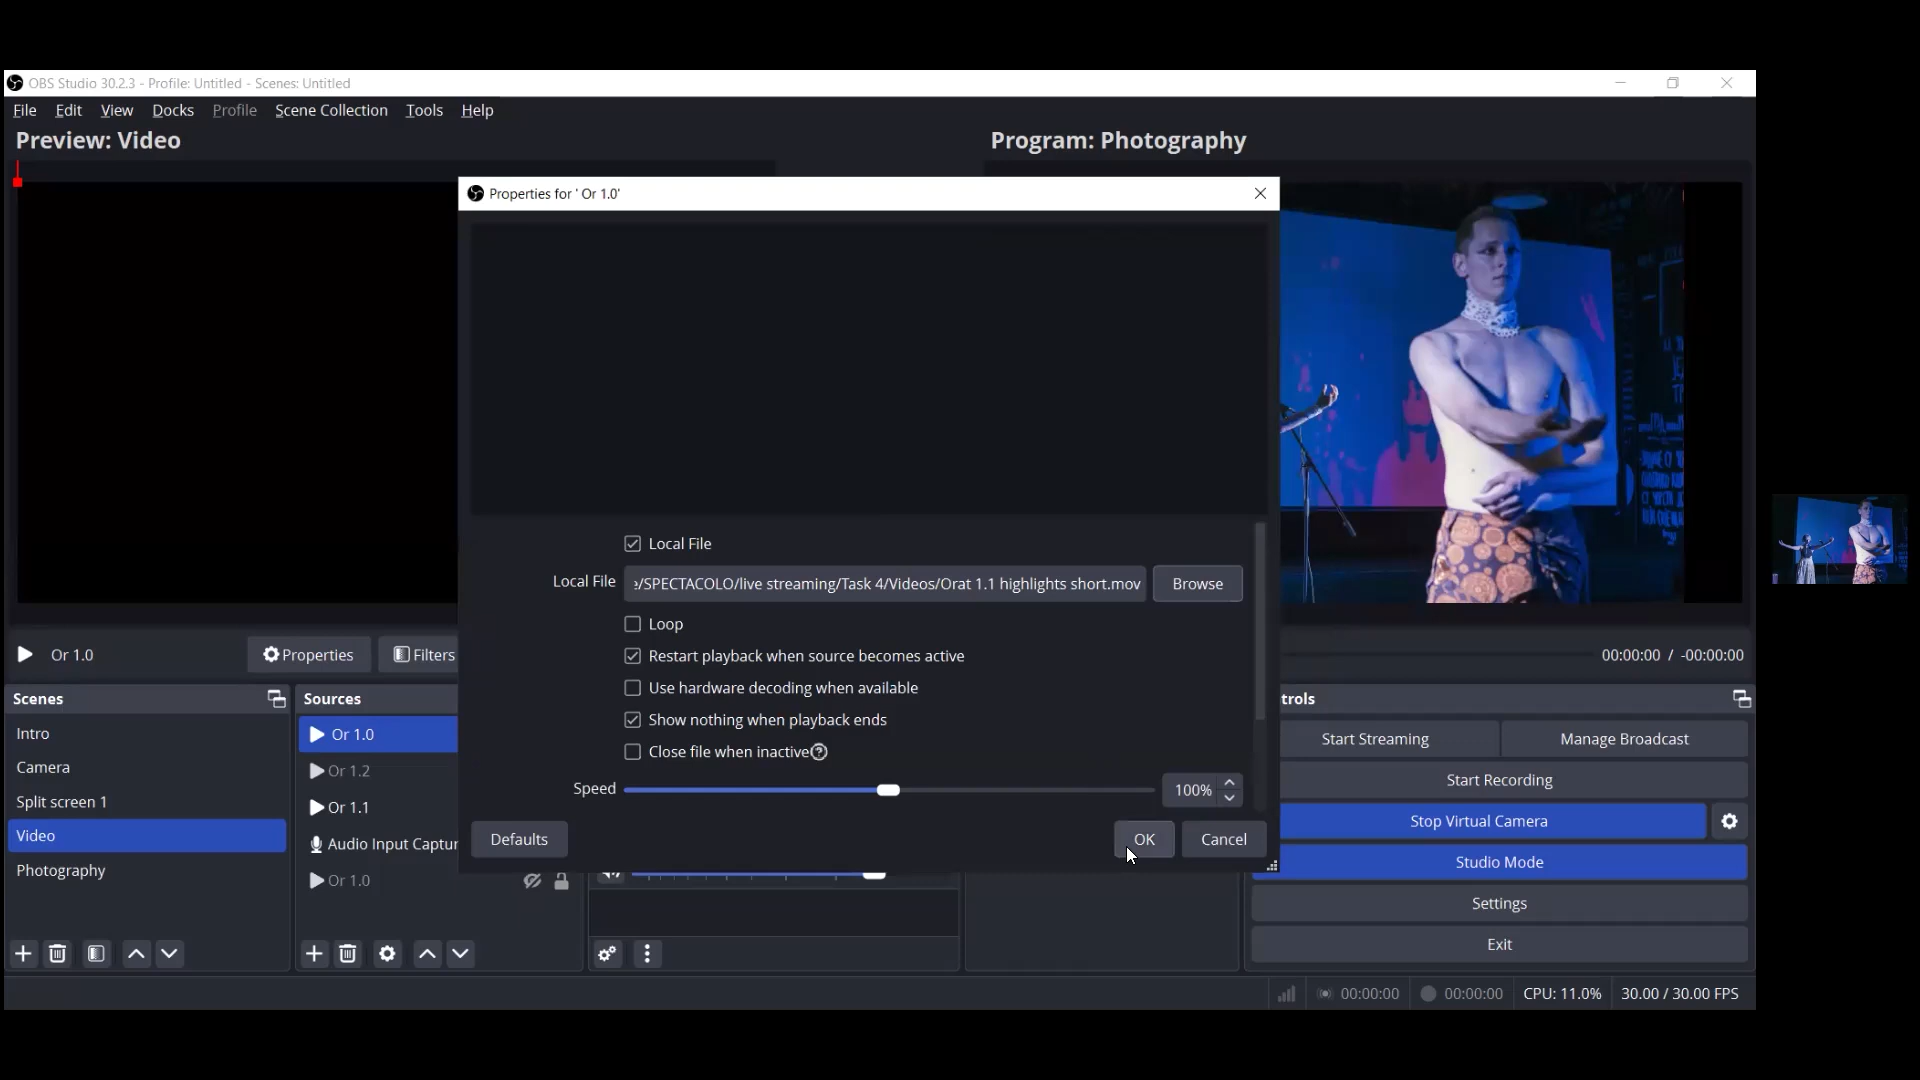 OBS Studio 30.2.3 - Profile: Untitled - Scenes: Untitled
File Edit View Docks Profile Scene Collection Tools Help
Preview: Video
Program: Photography
Properties for ' Or 1.0'
Local File
Local File
/SPECTACOLO/live streaming/Task 4/Videos/Orat 1.1 highlights short.mov
Browse
Loop
Restart playback when source becomes active
Use hardware decoding when available
Show nothing when playback ends
Close file when inactive
Speed
100%
Defaults
OK
Cancel
Or 1.0
Properties
Filters
00:00:00 / -00:00:00
Scenes
Intro
Camera
Split screen 1
Video
Photography
Sources
Or 1.0
Or 1.2
Or 1.1
Audio Input Captur
Or 1.0
trols
Start Streaming
Manage Broadcast
Start Recording
Stop Virtual Camera
Studio Mode
Settings
Exit
00:00:00
00:00:00
CPU: 11.0%
30.00 / 30.00 FPS